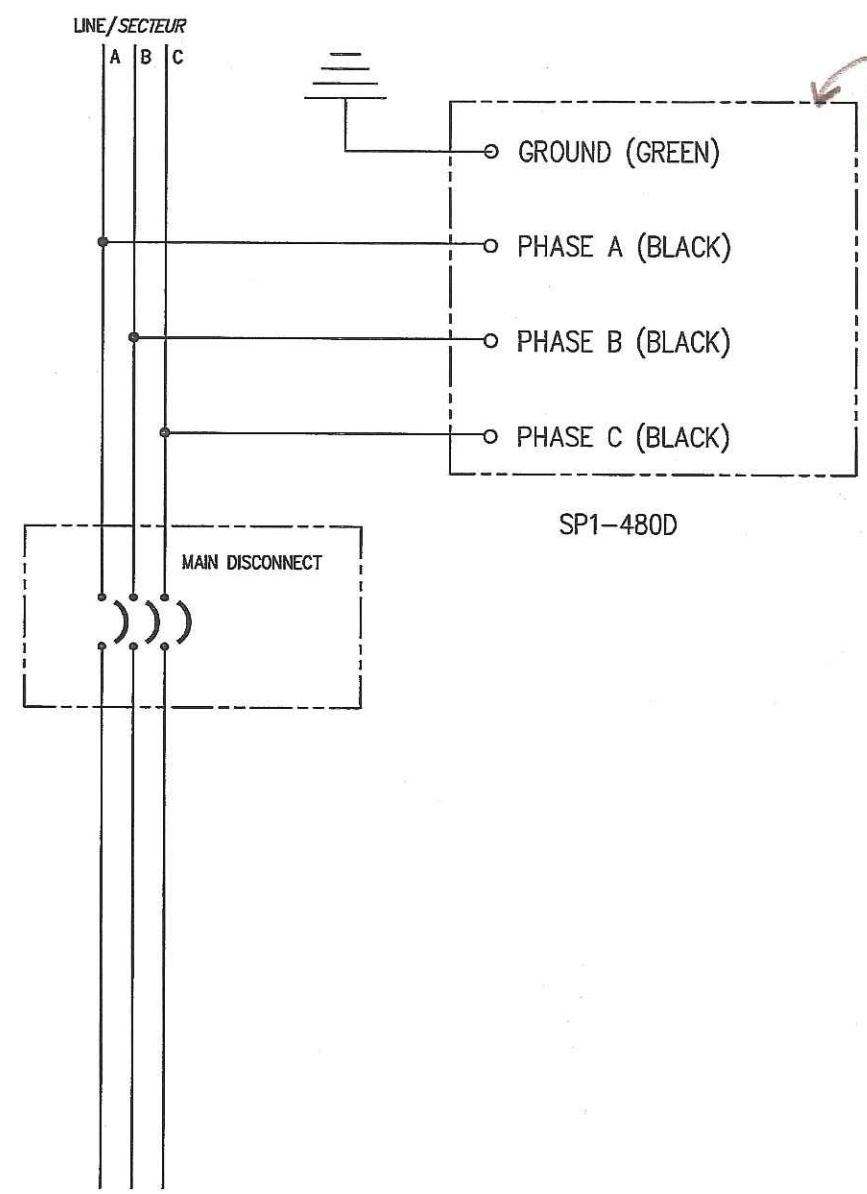 LINE/SECTEUR
A B C
GROUND (GREEN)
PHASE A (BLACK)
PHASE B (BLACK)
PHASE C (BLACK)
SP1-480D
MAIN DISCONNECT